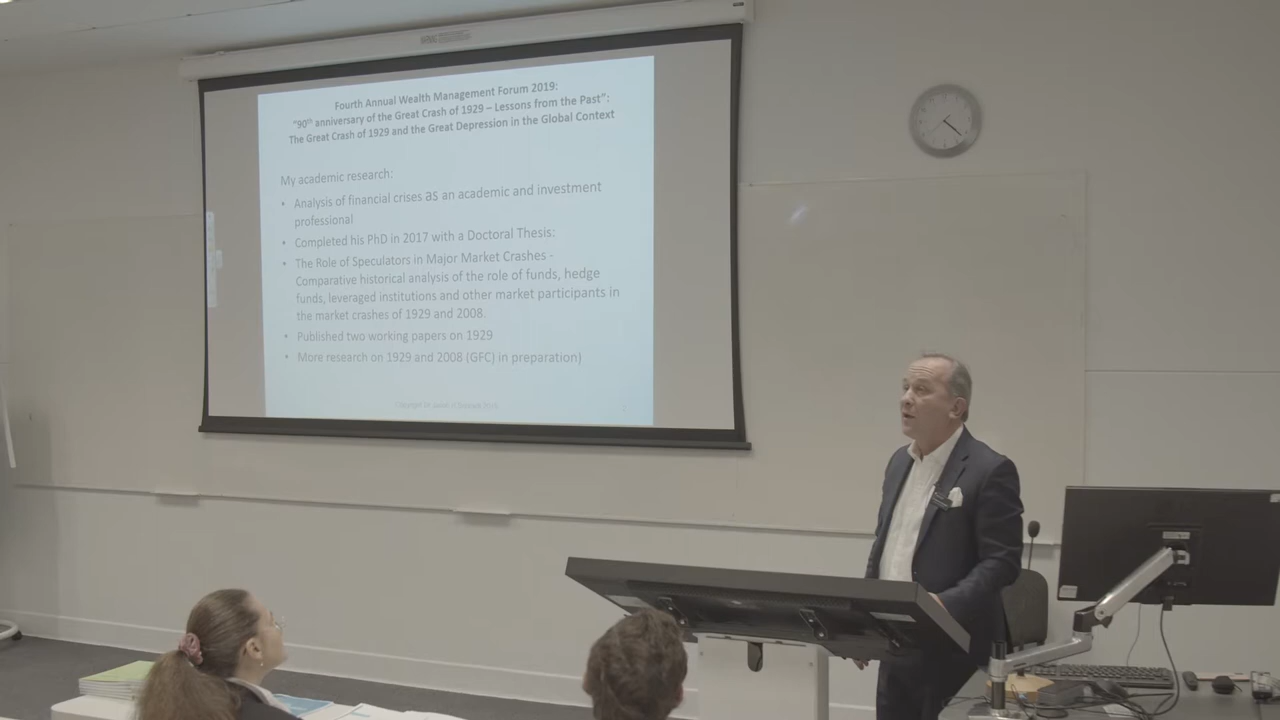 Fourth Annual Wealth Management Forum 2019:
"90th anniversary of the Great Crash of 1929 – Lessons from the Past":
The Great Crash of 1929 and the Great Depression in the Global Context
My academic research:
• Analysis of financial crises as an academic and investment
professional
• Completed his PhD in 2017 with a Doctoral Thesis:
• The Role of Speculators in Major Market Crashes -
Comparative historical analysis of the role of funds, hedge
funds, leveraged institutions and other market participants in
the market crashes of 1929 and 2008.
• Published two working papers on 1929
• More research on 1929 and 2008 (GFC) in preparation)
Copyright Dr